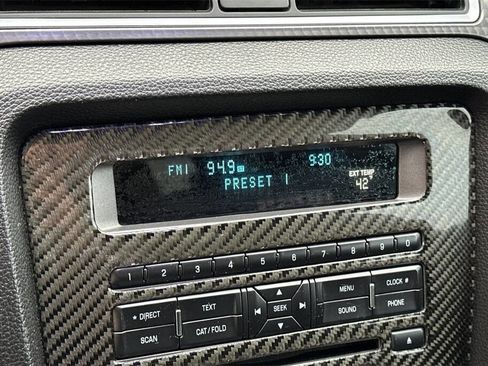 FM1 94.9 9:30
PRESET 1
EXT TEMP
42°
1 2 3 4 5 6 7 8 9 0
* DIRECT TEXT SEEK MENU CLOCK #
SCAN CAT / FOLD SOUND PHONE